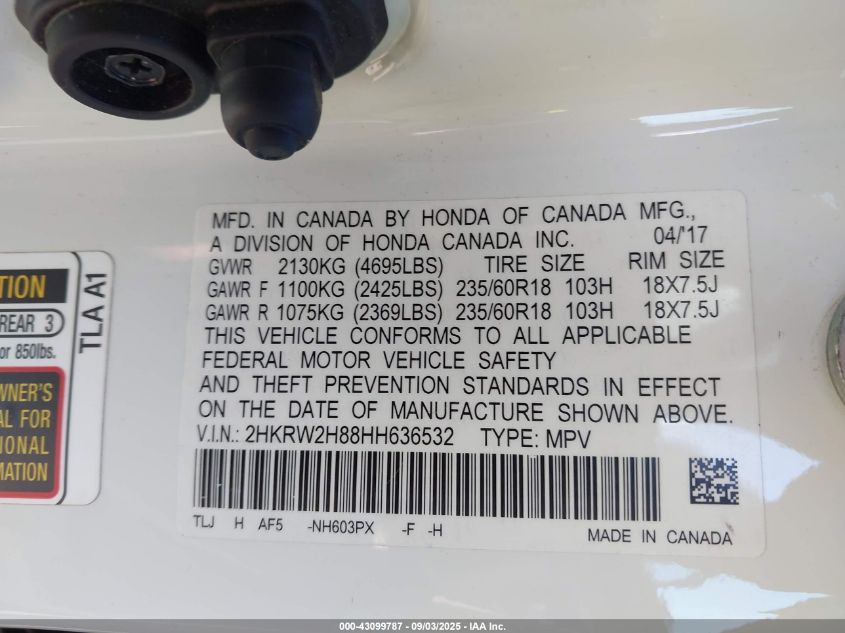 MFD. IN CANADA BY HONDA OF CANADA MFG.,
A DIVISION OF HONDA CANADA INC. 04/'17
GVWR 2130KG (4695LBS) TIRE SIZE RIM SIZE
GAWR F 1100KG (2425LBS) 235/60R18 103H 18X7.5J
GAWR R 1075KG (2369LBS) 235/60R18 103H 18X7.5J
THIS VEHICLE CONFORMS TO ALL APPLICABLE
FEDERAL MOTOR VEHICLE SAFETY
AND THEFT PREVENTION STANDARDS IN EFFECT
ON THE DATE OF MANUFACTURE SHOWN ABOVE.
V.I.N.: 2HKRW2H88HH636532 TYPE: MPV
TLJ H AF5 -NH603PX -F -H
MADE IN CANADA
TION
REAR 3
or 850lbs.
WNER'S
AL FOR
IONAL
MATION
TLA A1
000-43099787 - 09/03/2025 - IAA Inc.